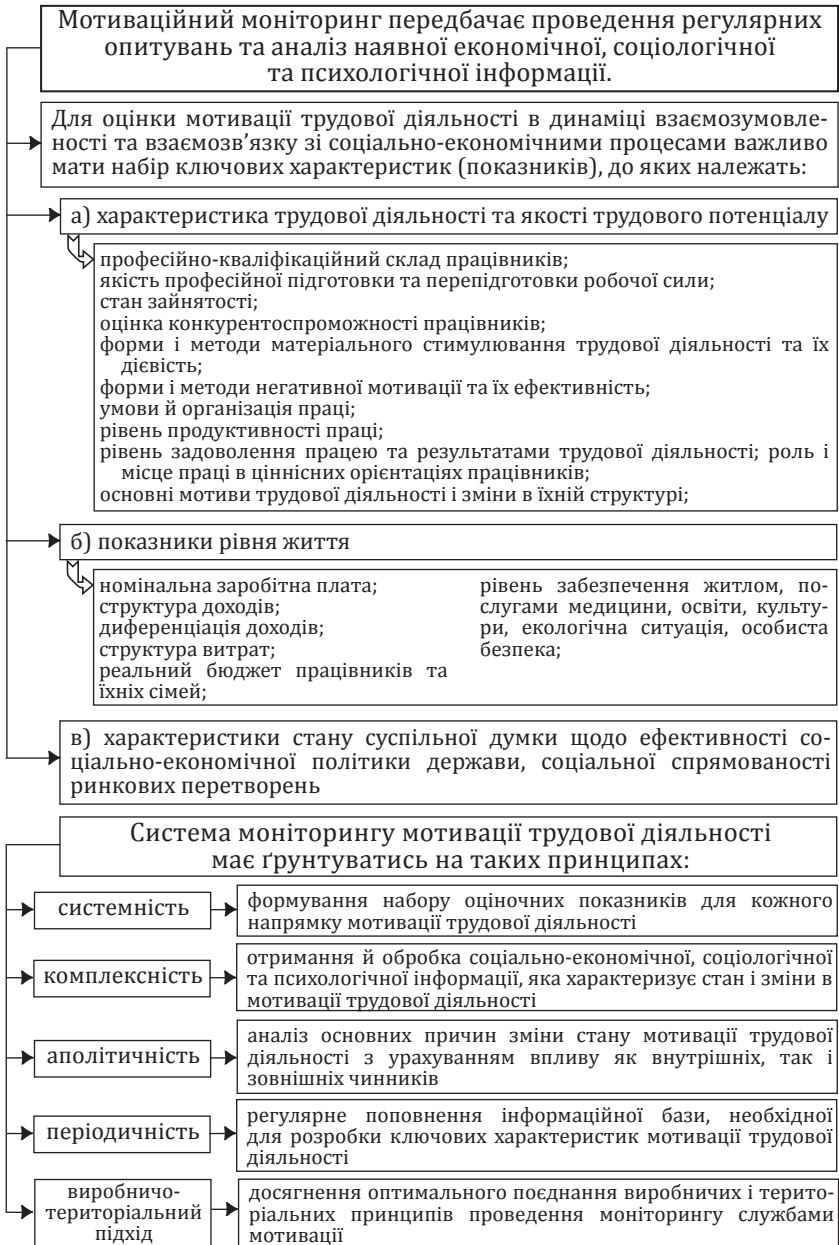 Мотиваційний моніторинг передбачає проведення регулярних
опитувань та аналіз наявної економічної, соціологічної
та психологічної інформації.
Для оцінки мотивації трудової діяльності в динаміці взаємозумовле-
ності та взаємозв'язку зі соціально-економічними процесами важливо
мати набір ключових характеристик (показників), до яких належать:
а) характеристика трудової діяльності та якості трудового потенціалу
професійно-кваліфікаційний склад працівників;
якість професійної підготовки та перепідготовки робочої сили;
стан зайнятості;
оцінка конкурентоспроможності працівників;
форми і методи матеріального стимулювання трудової діяльності та їх
дієвість;
форми і методи негативної мотивації та їх ефективність;
умови й організація праці;
рівень продуктивності праці;
рівень задоволення працею та результатами трудової діяльності; роль і
місце праці в ціннісних орієнтаціях працівників;
основні мотиви трудової діяльності і зміни в їхній структурі;
б) показники рівня життя
номінальна заробітна плата;
структура доходів;
диференціація доходів;
структура витрат;
реальний бюджет працівників та
їхніх сімей;
рівень забезпечення житлом, по-
слугами медицини, освіти, культу-
ри, екологічна ситуація, особиста
безпека;
в) характеристики стану суспільної думки щодо ефективності со-
ціально-економічної політики держави, соціальної спрямованості
ринкових перетворень
Система моніторингу мотивації трудової діяльності
має ґрунтуватись на таких принципах:
системність
формування набору оціночних показників для кожного
напрямку мотивації трудової діяльності
комплексність
отримання й обробка соціально-економічної, соціологічної
та психологічної інформації, яка характеризує стан і зміни в
мотивації трудової діяльності
аполітичність
аналіз основних причин зміни стану мотивації трудової
діяльності з урахуванням впливу як внутрішніх, так і
зовнішніх чинників
періодичність
регулярне поповнення інформаційної бази, необхідної
для розробки ключових характеристик мотивації трудової
діяльності
виробничо-
територіальний
підхід
досягнення оптимального поєднання виробничих і терито-
ріальних принципів проведення моніторингу службами
мотивації